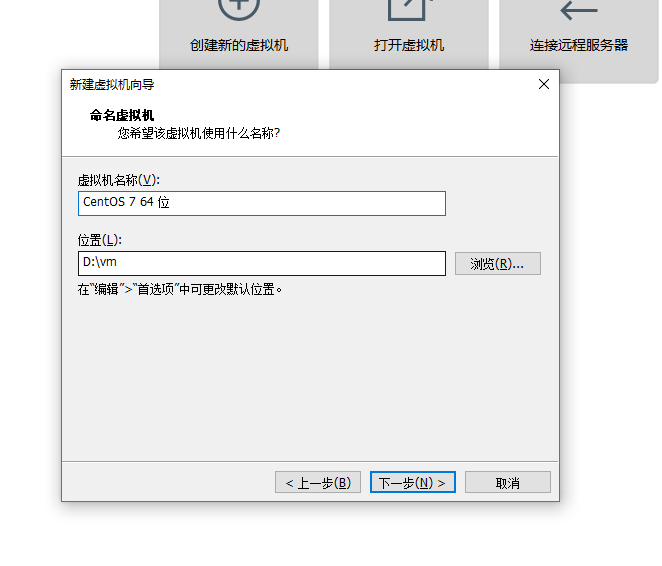 创建新的虚拟机
打开虚拟机
连接远程服务器
新建虚拟机向导
命名虚拟机
您希望该虚拟机使用什么名称?
虚拟机名称(V):
CentOS 7 64 位
位置(L):
D:\vm
浏览(R)...
在“编辑”>“首选项”中可更改默认位置。
< 上一步(B)
下一步(N) >
取消